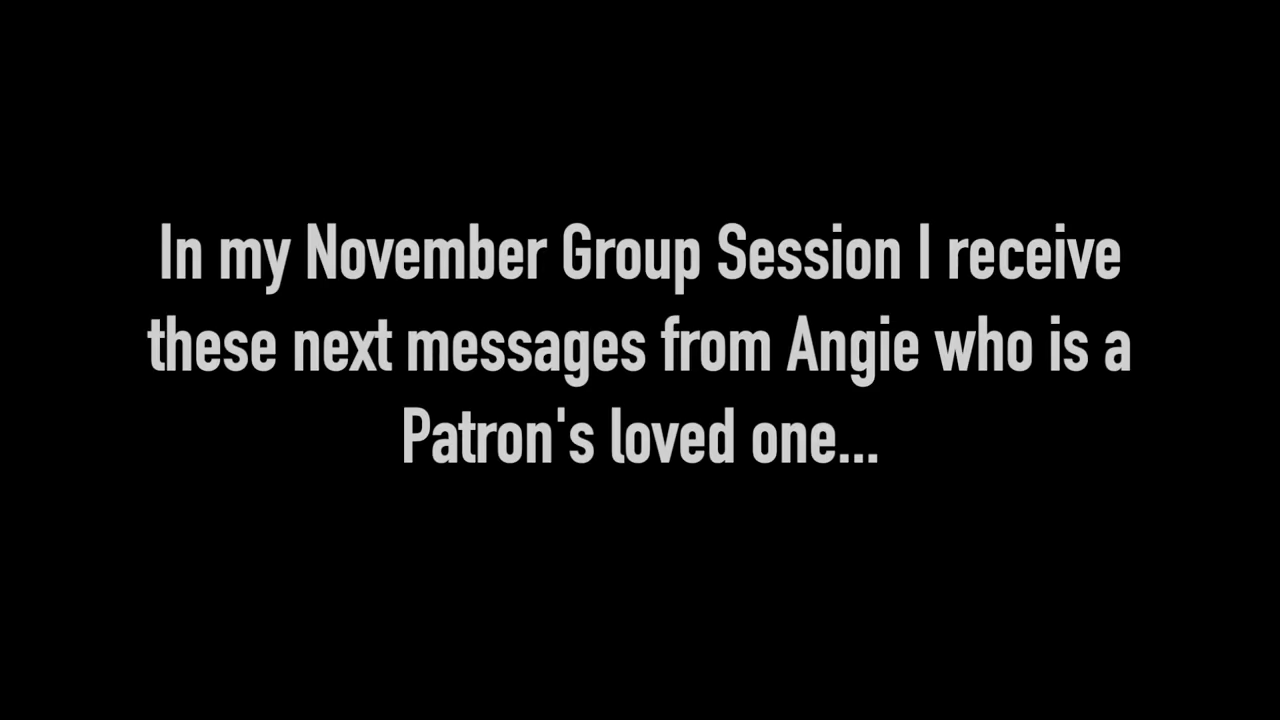 In my November Group Session I receive
these next messages from Angie who is a
Patron's loved one...